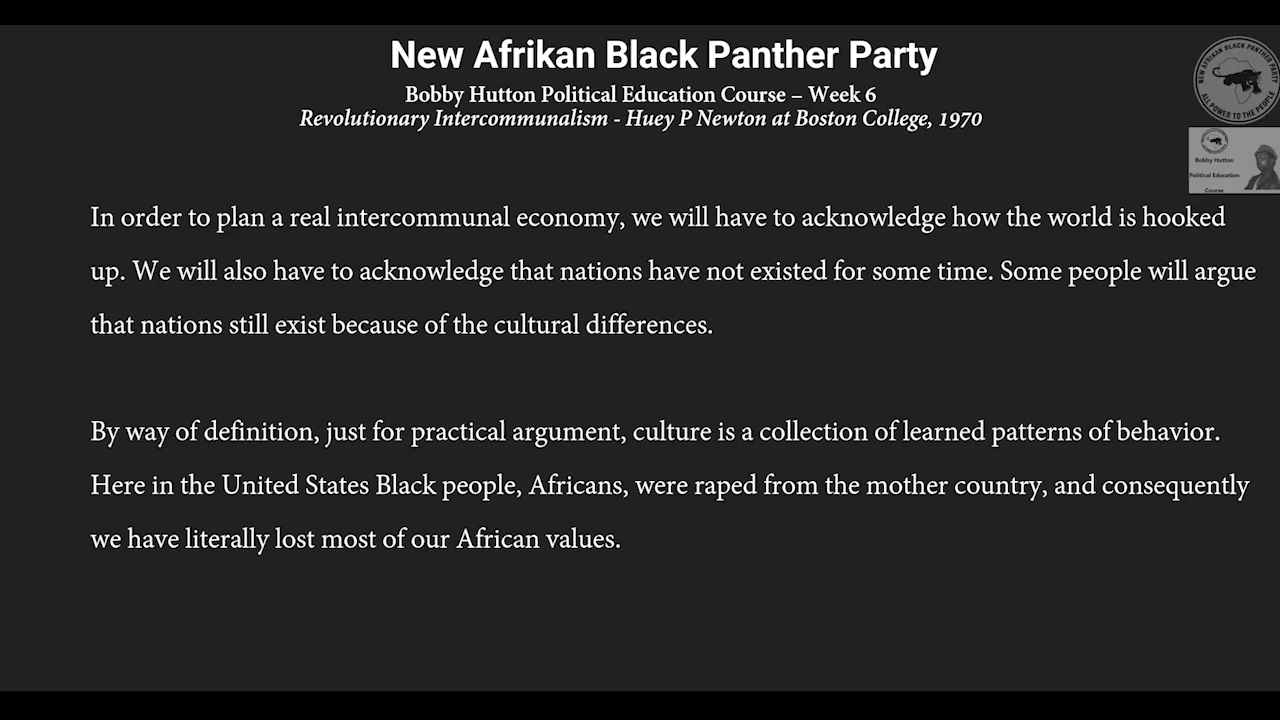 New Afrikan Black Panther Party
Bobby Hutton Political Education Course – Week 6
Revolutionary Intercommunalism - Huey P Newton at Boston College, 1970
NEW AFRIKAN BLACK PANTHER PARTY
ALL POWER TO THE PEOPLE
Bobby Hutton
Political Education
Course
In order to plan a real intercommunal economy, we will have to acknowledge how the world is hooked
up. We will also have to acknowledge that nations have not existed for some time. Some people will argue
that nations still exist because of the cultural differences.
By way of definition, just for practical argument, culture is a collection of learned patterns of behavior.
Here in the United States Black people, Africans, were raped from the mother country, and consequently
we have literally lost most of our African values.